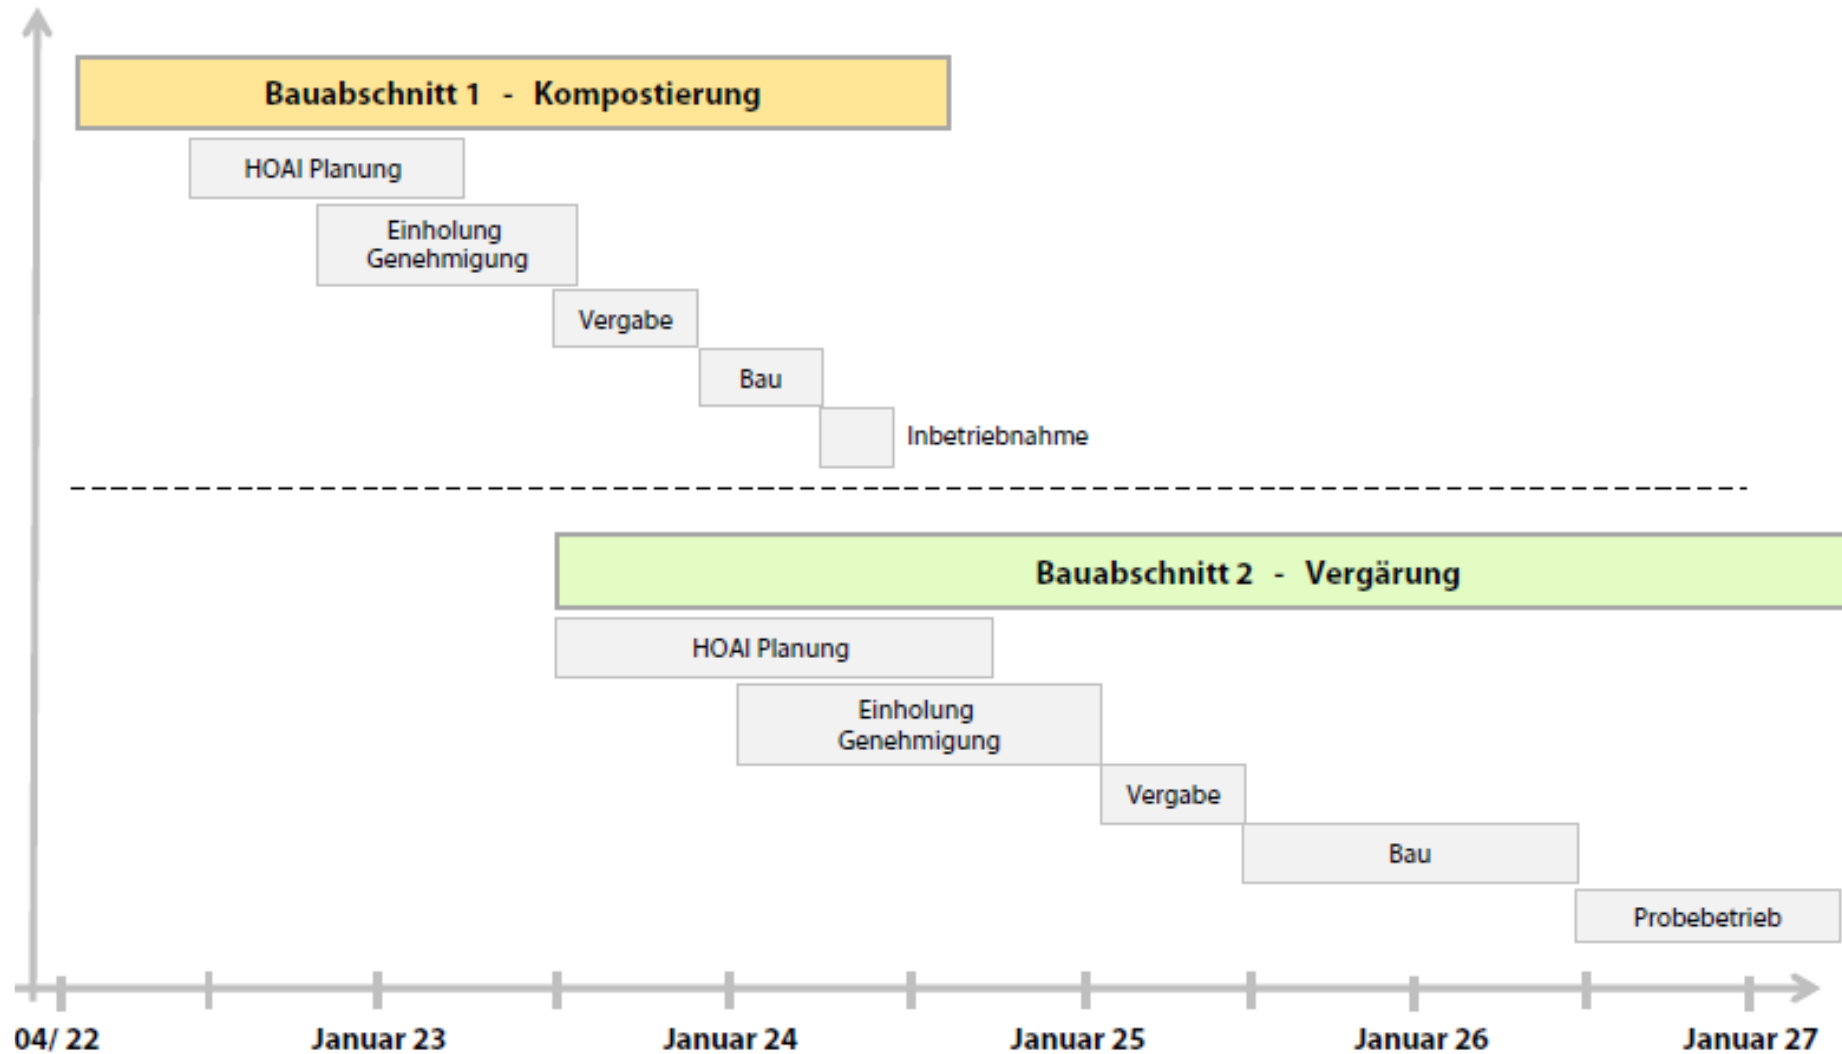 Bauabschnitt 1 - Kompostierung
HOAI Planung
Einholung
Genehmigung
Vergabe
Bau
Inbetriebnahme
Bauabschnitt 2 - Vergärung
HOAI Planung
Einholung
Genehmigung
Vergabe
Bau
Probebetrieb
04/ 22 Januar 23 Januar 24 Januar 25 Januar 26 Januar 27